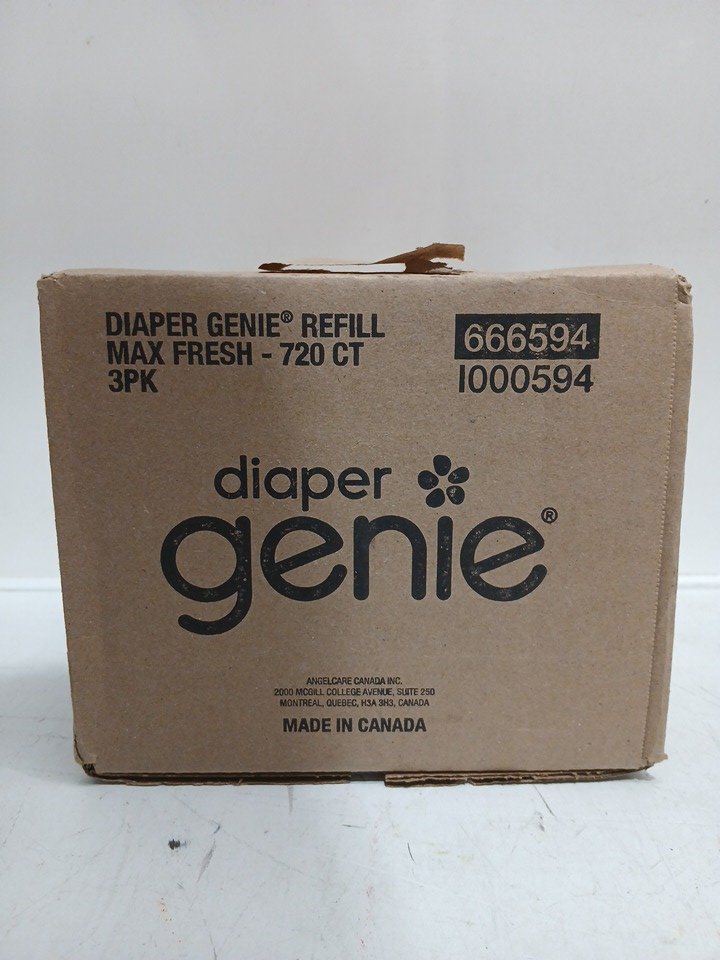 DIAPER GENIE® REFILL
MAX FRESH - 720 CT
3PK
666594
I000594
diaper
genie®
ANGELCARE CANADA INC.
2000 MCGILL COLLEGE AVENUE, SUITE 250
MONTREAL, QUEBEC, H3A 3H3, CANADA
MADE IN CANADA